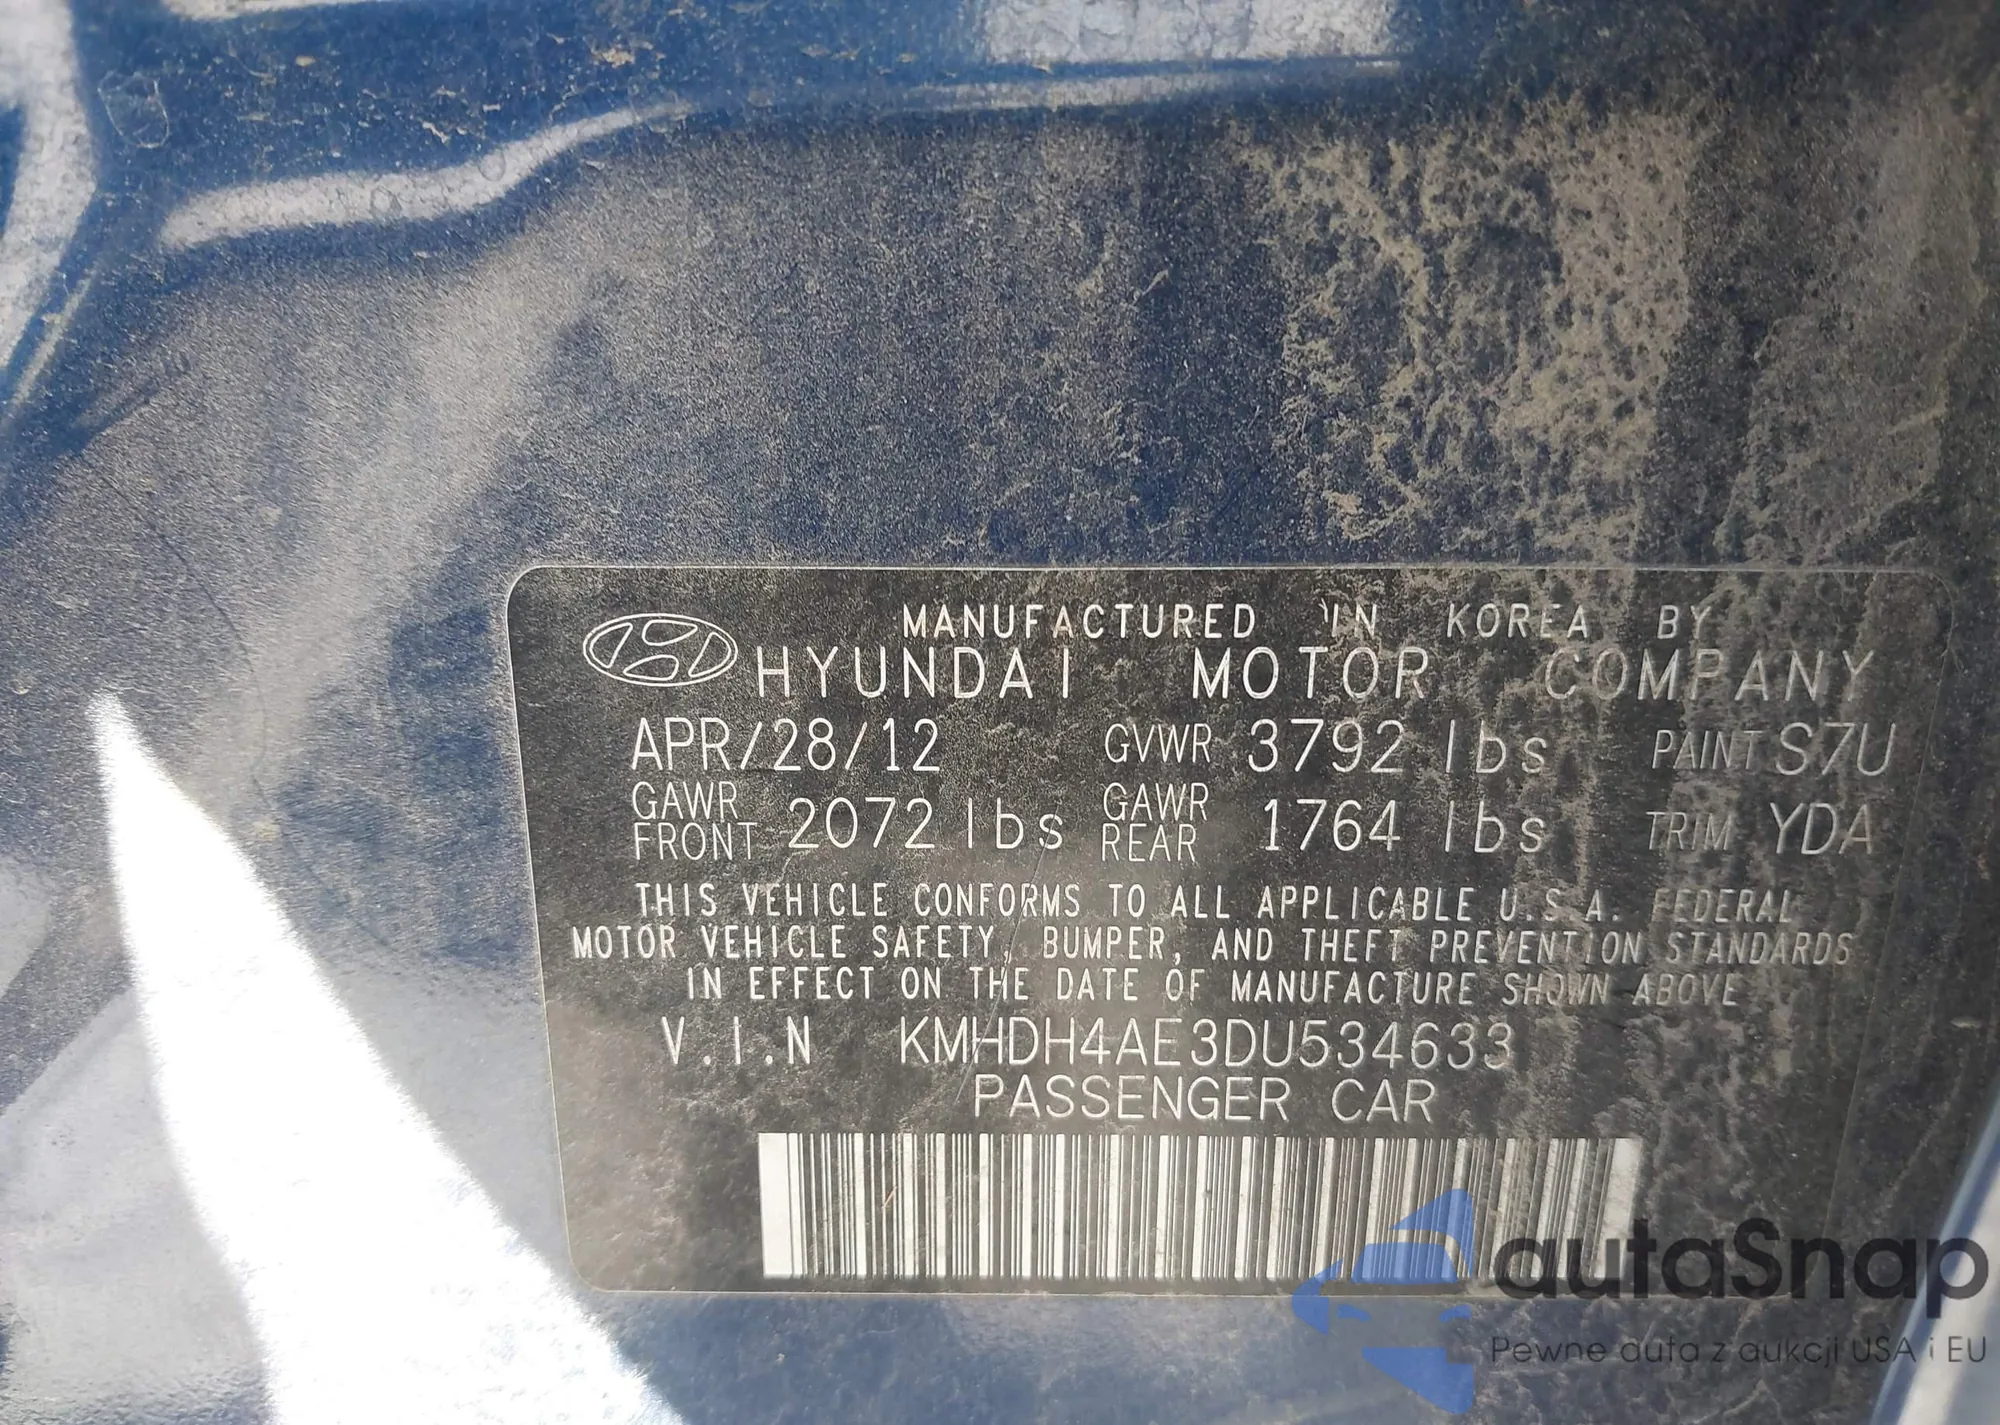 MANUFACTURED IN KOREA BY
HYUNDAI MOTOR COMPANY
APR/28/12 GVWR 3792 lbs PAINT S7U
GAWR FRONT 2072 lbs GAWR REAR 1764 lbs TRIM YDA
THIS VEHICLE CONFORMS TO ALL APPLICABLE U.S.A. FEDERAL
MOTOR VEHICLE SAFETY, BUMPER, AND THEFT PREVENTION STANDARDS
IN EFFECT ON THE DATE OF MANUFACTURE SHOWN ABOVE
V.I.N KMHDH4AE3DU534633
PASSENGER CAR
autaSnap
Pewne auta z aukcji USA i EU